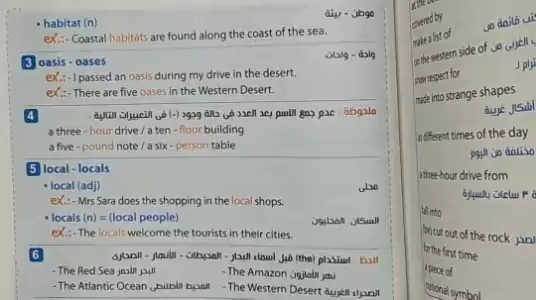 • habitat (n)
موطن - بيئة
ex.:- Coastal habitats are found along the coast of the sea.
3 oasis - oases
واحة - واحات
ex.:- I passed an oasis during my drive in the desert.
ex.:- There are five oases in the Western Desert.
4 ملحوظة : عدم جمع الاسم بعد العدد في حالة وجود (-) في التعبيرات التالية :
a three - hour drive / a ten - floor building
a five - pound note / a six - person table
5 local - locals
• local (adj)
محلى
ex.:- Mrs Sara does the shopping in the local shops.
• locals (n) = (local people)
السكان المحليون
ex.:- The locals welcome the tourists in their cities.
6 لاحظ استخدام (the) قبل أسماء البحار - المحيطات - الأنهار - الصحارى
- The Red Sea البحر الأحمر
- The Amazon نهر الأمازون
- The Atlantic Ocean المحيط الأطلنطي
- The Western Desert الصحراء الغربية
covered by
make a list of
قائمة من
on the western side of
show respect for
made into strange shapes
أشكال غريبة
at different times of the day
مختلفة من اليوم
a three-hour drive from
٣ ساعات بالسيارة
fall into
(be) cut out of the rock
for the first time
a piece of
national symbol